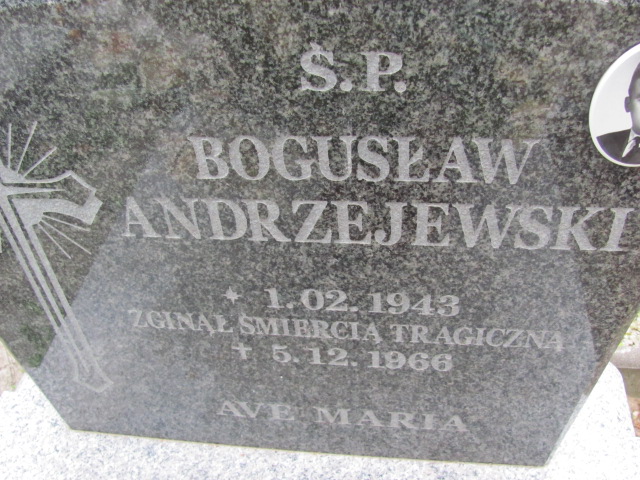 Ś.P.
BOGUSŁAW
ANDRZEJEWSKI
* 1.02.1943
ZGINĄŁ ŚMIERCIĄ TRAGICZNĄ
✝ 5.12.1966
AVE MARIA